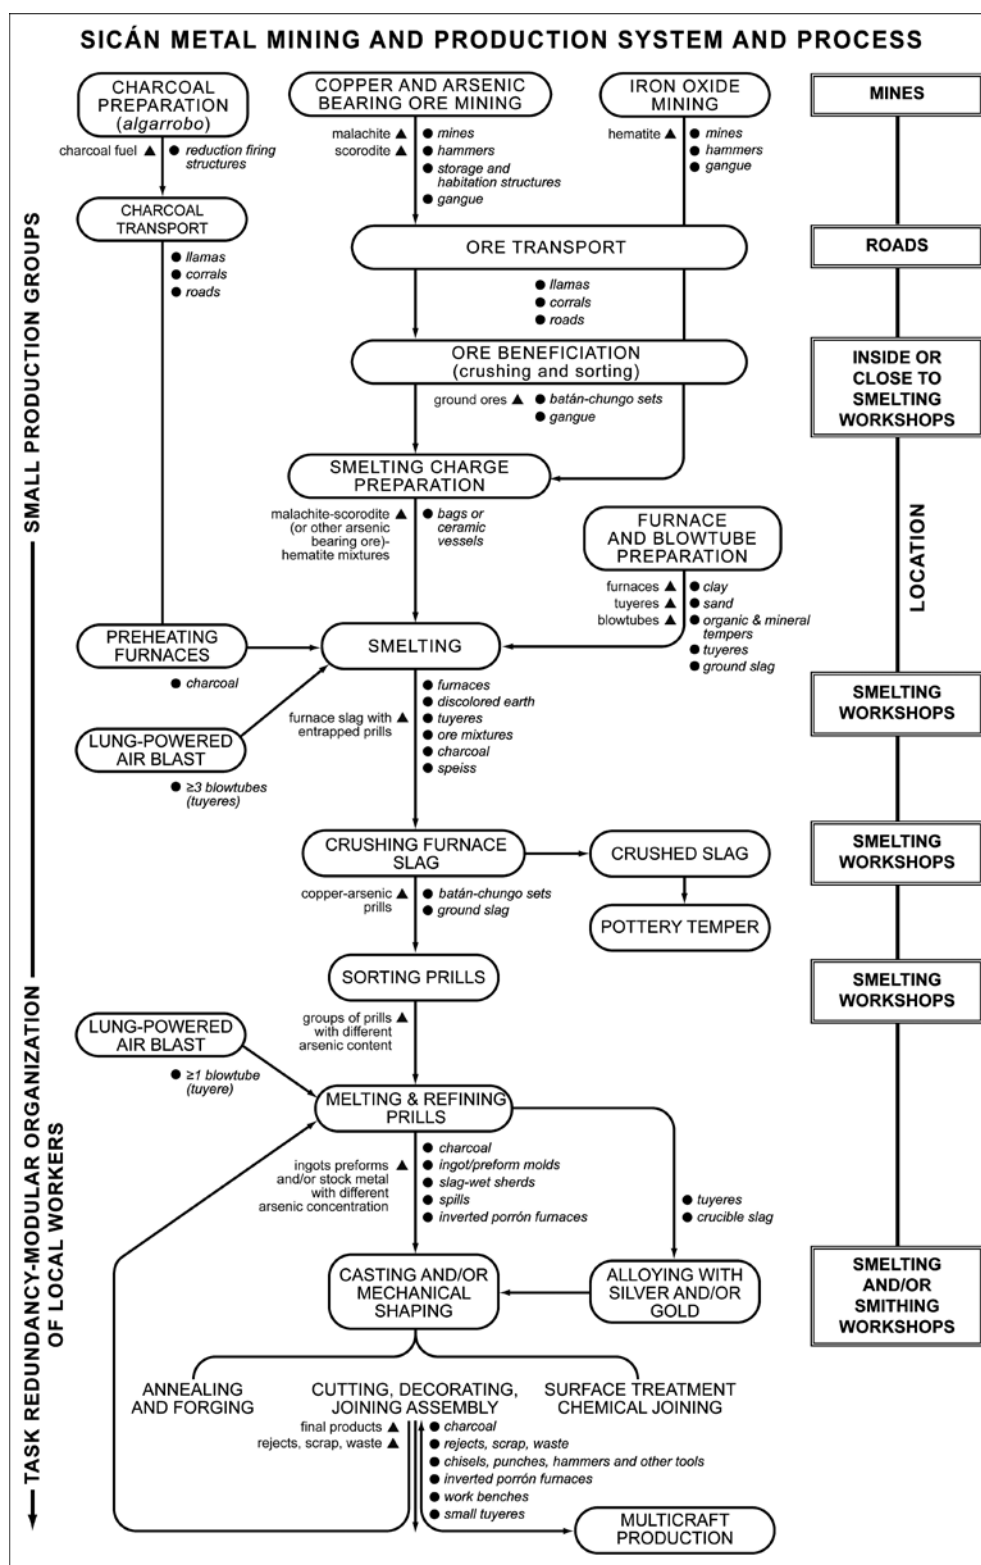 SICÁN METAL MINING AND PRODUCTION SYSTEM AND PROCESS
CHARCOAL
PREPARATION
(algarrobo)
charcoal fuel ▲
● reduction firing
structures
CHARCOAL
TRANSPORT
● llamas
● corrals
● roads
COPPER AND ARSENIC
BEARING ORE MINING
malachite ▲
scorodite ▲
● mines
● hammers
● storage and
habitation structures
● gangue
IRON OXIDE
MINING
hematite ▲
● mines
● hammers
● gangue
ORE TRANSPORT
● llamas
● corrals
● roads
ORE BENEFICIATION
(crushing and sorting)
ground ores ▲
● batán-chungo sets
● gangue
SMELTING CHARGE
PREPARATION
malachite-scorodite ▲
(or other arsenic
bearing ore)-
hematite mixtures
● bags or
ceramic
vessels
FURNACE
AND BLOWTUBE
PREPARATION
furnaces ▲
tuyeres ▲
blowtubes ▲
● clay
● sand
● organic & mineral
tempers
● tuyeres
● ground slag
PREHEATING
FURNACES
● charcoal
SMELTING
LUNG-POWERED
AIR BLAST
● ≥3 blowtubes
(tuyeres)
furnace slag with ▲
entrapped prills
● furnaces
● discolored earth
● tuyeres
● ore mixtures
● charcoal
● speiss
CRUSHING FURNACE
SLAG
CRUSHED SLAG
POTTERY TEMPER
copper-arsenic ▲
prills
● batán-chungo sets
● ground slag
SORTING PRILLS
groups of prills ▲
with different
arsenic content
LUNG-POWERED
AIR BLAST
● ≥1 blowtube
(tuyere)
MELTING & REFINING
PRILLS
ingots preforms ▲
and/or stock metal
with different
arsenic concentration
● charcoal
● ingot/preform molds
● slag-wet sherds
● spills
● inverted porrón furnaces
● tuyeres
● crucible slag
CASTING AND/OR
MECHANICAL
SHAPING
ALLOYING WITH
SILVER AND/OR
GOLD
ANNEALING
AND FORGING
CUTTING, DECORATING,
JOINING ASSEMBLY
SURFACE TREATMENT
CHEMICAL JOINING
final products ▲
rejects, scrap, waste ▲
● charcoal
● rejects, scrap, waste
● chisels, punches, hammers and other tools
● inverted porrón furnaces
● work benches
● small tuyeres
MULTICRAFT
PRODUCTION
SMALL PRODUCTION GROUPS
TASK REDUNDANCY-MODULAR ORGANIZATION
OF LOCAL WORKERS
MINES
ROADS
INSIDE OR
CLOSE TO
SMELTING
WORKSHOPS
LOCATION
SMELTING
WORKSHOPS
SMELTING
WORKSHOPS
SMELTING
WORKSHOPS
SMELTING
AND/OR
SMITHING
WORKSHOPS